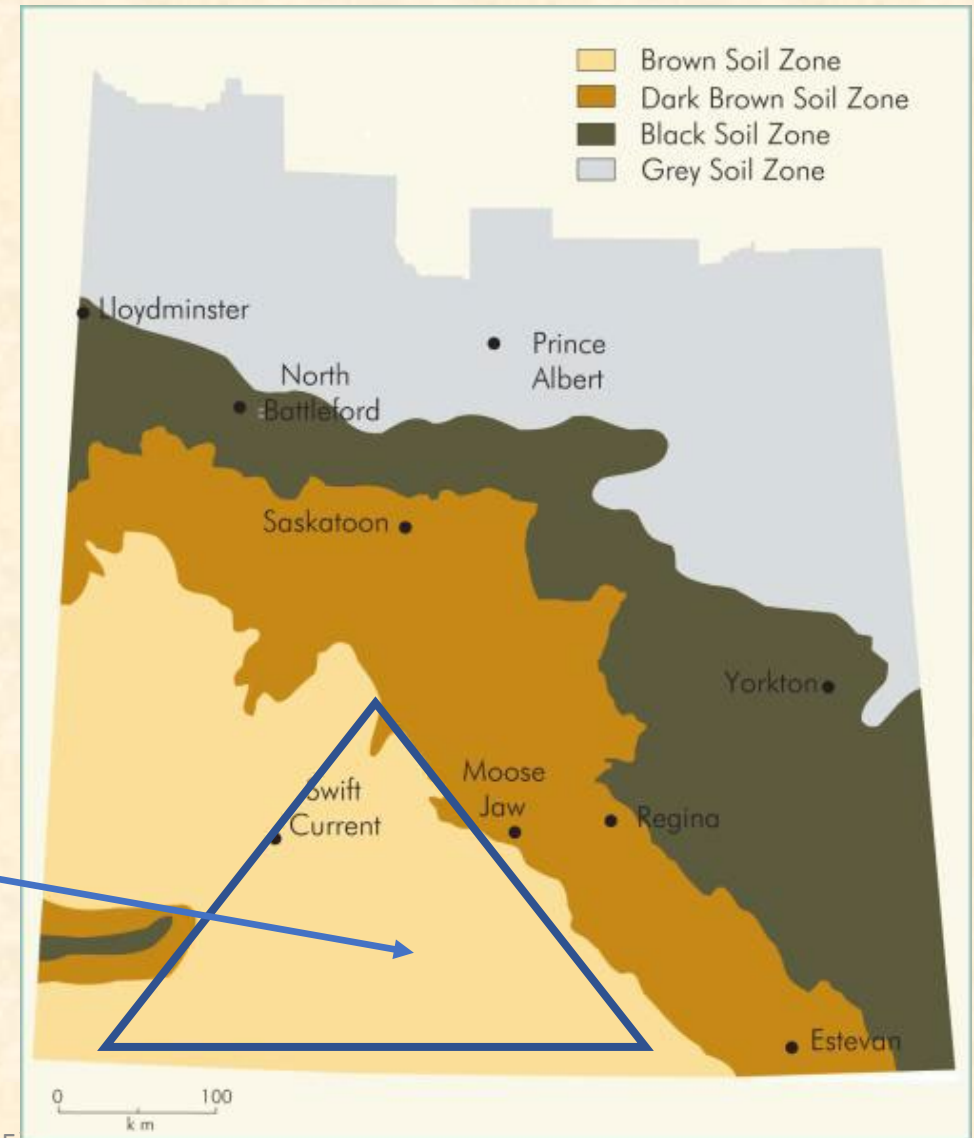 Brown Soil Zone
Dark Brown Soil Zone
Black Soil Zone
Grey Soil Zone
Lloydminster
Prince
Albert
North
Battleford
Saskatoon
Yorkton
Swift
Current
Moose
Jaw
Regina
Estevan
0 100
k m